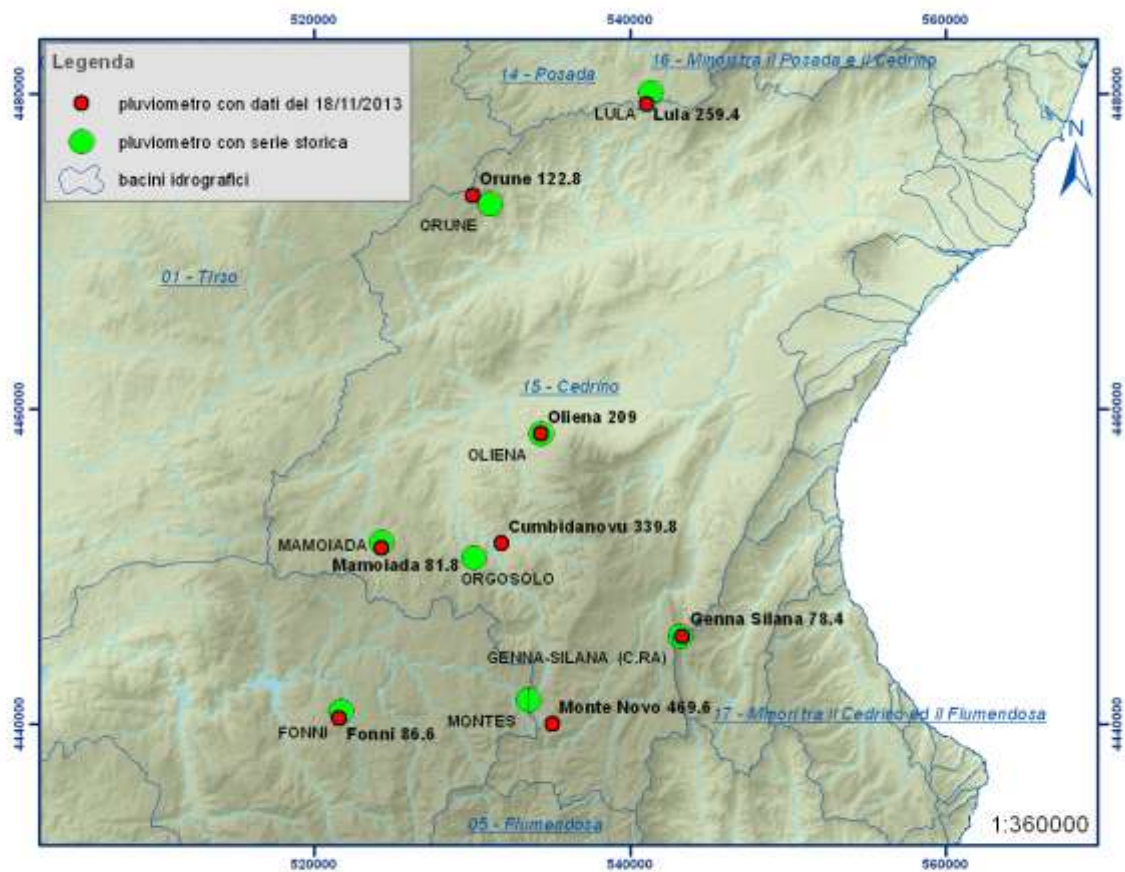 520000 540000 560000
Legenda
pluviometro con dati del 18/11/2013
pluviometro con serie storica
bacini idrografici
16 - Minori tra il Posada e il Cedrino
14 - Posada
4480000 4480000
LULA Lula 259.4
N
Orune 122.8
ORUNE
01 - Tirso
15 - Cedrino
4460000 4460000
Oliena 209
OLIENA
Cumbidanovu 339.8
MAMOIADA
Mamoiada 81.8
ORGOSOLO
Genna Silana 78.4
GENNA-SILANA (C.RA)
Monte Novo 469.6
MONTES
17 - Minori tra il Cedrino ed il Flumendosa
4440000 4440000
FONNI Fonni 86.6
05 - Flumendosa
1:360000
520000 540000 560000